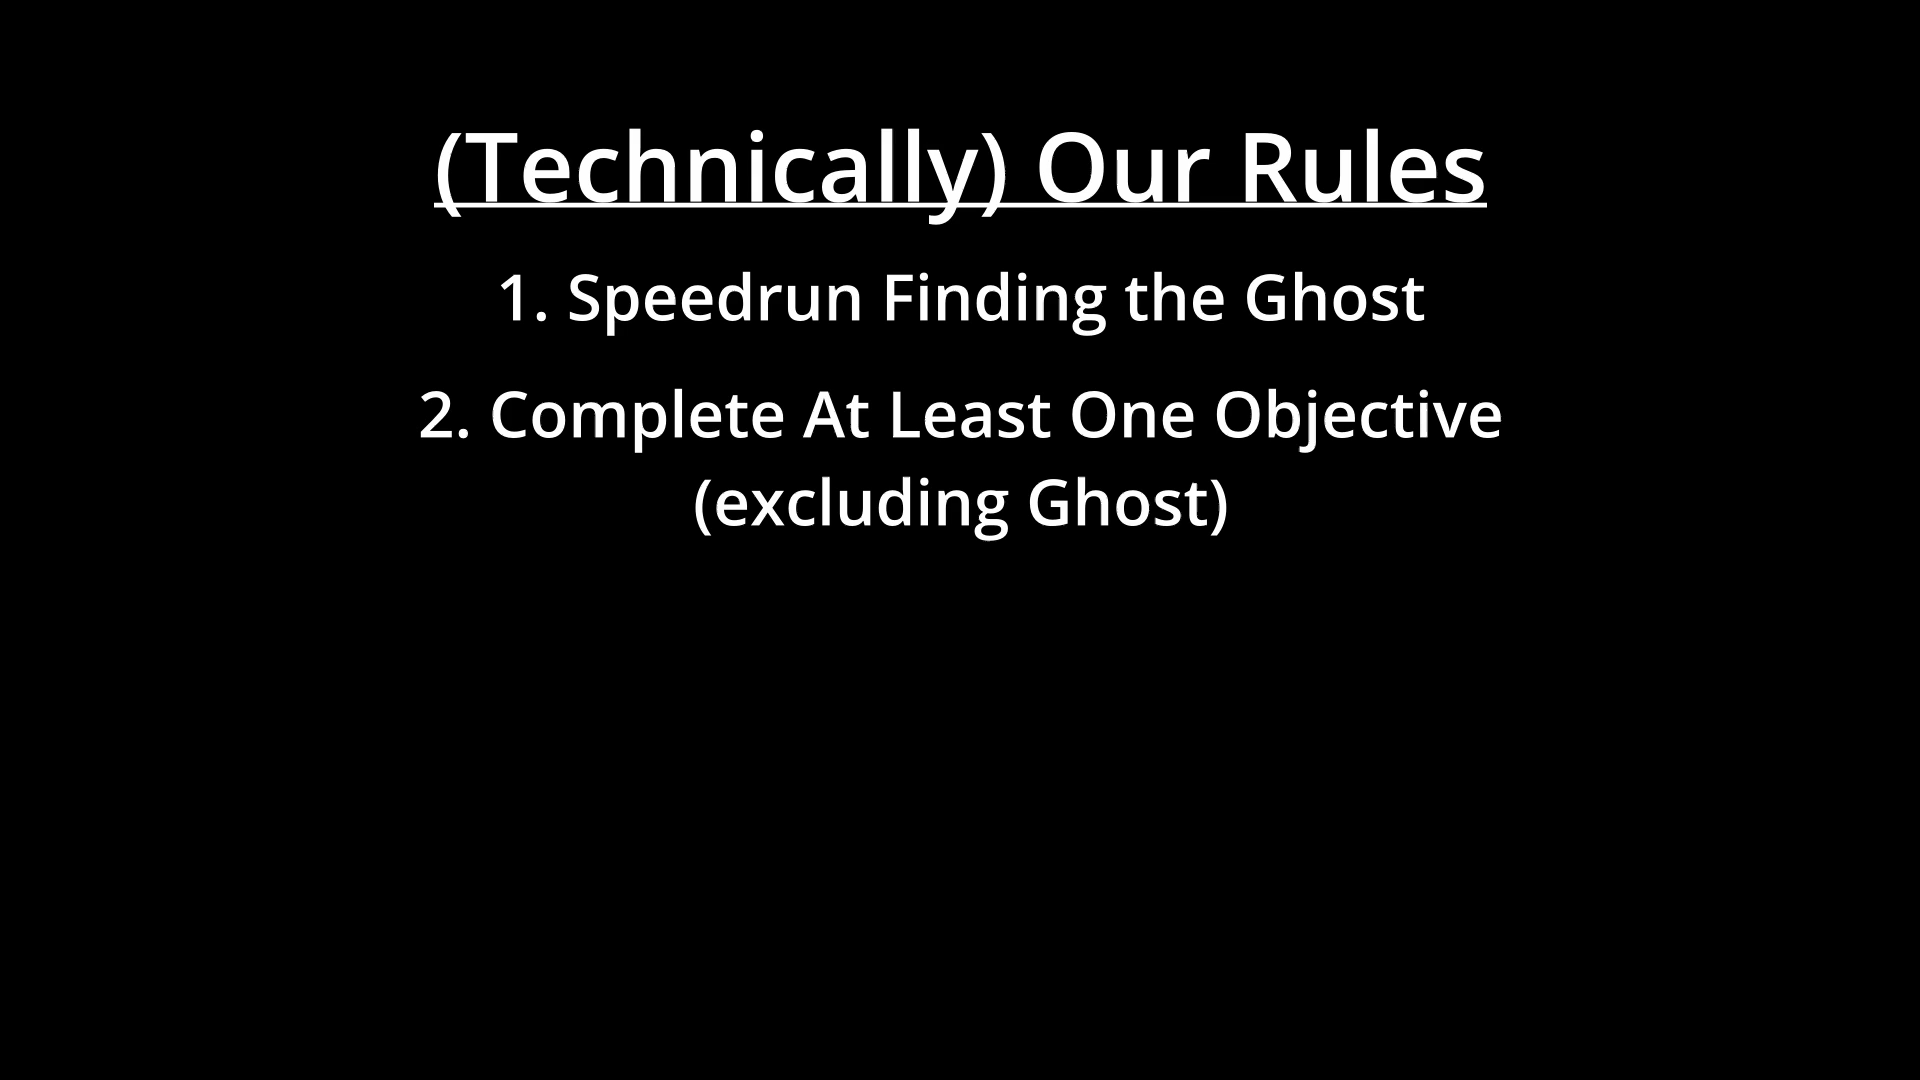 (Technically) Our Rules
1. Speedrun Finding the Ghost
2. Complete At Least One Objective
(excluding Ghost)